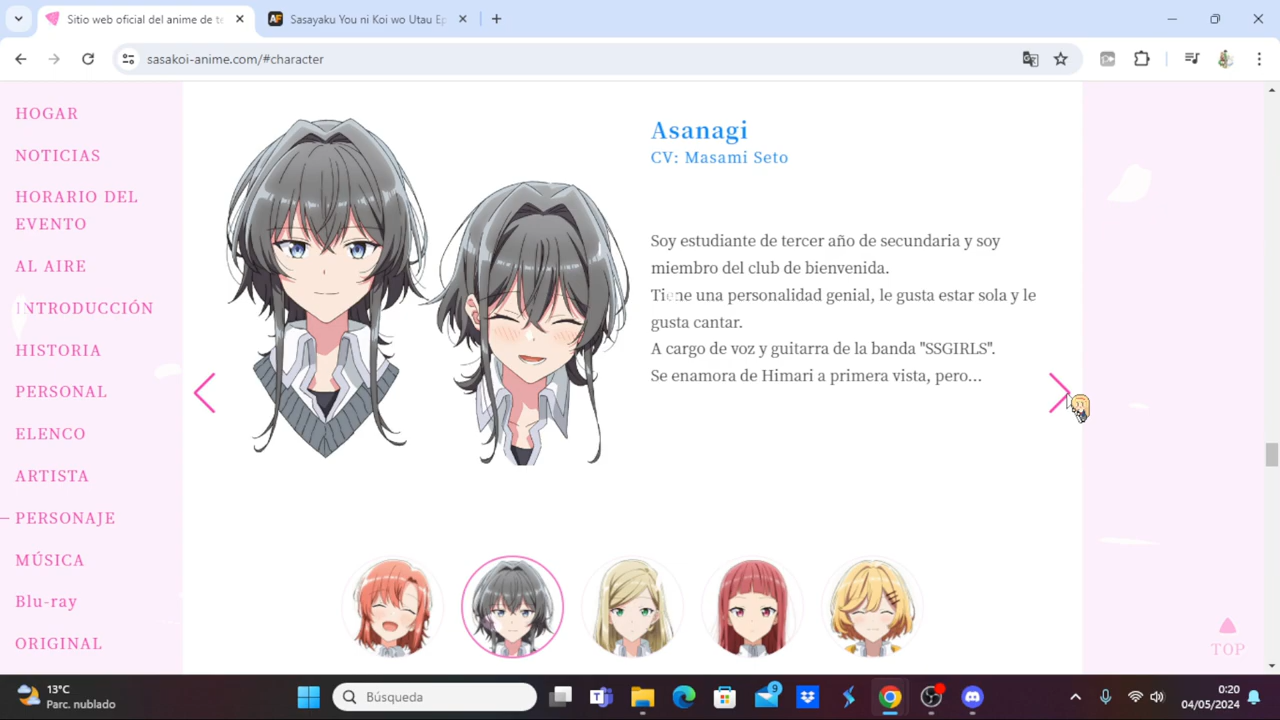 Sitio web oficial del anime de te
Sasayaku You ni Koi wo Utau Ep
sasakoi-anime.com/#character
HOGAR
NOTICIAS
HORARIO DEL
EVENTO
AL AIRE
INTRODUCCIÓN
HISTORIA
PERSONAL
ELENCO
ARTISTA
PERSONAJE
MÚSICA
Blu-ray
ORIGINAL
Asanagi
CV: Masami Seto
Soy estudiante de tercer año de secundaria y soy
miembro del club de bienvenida.
Tiene una personalidad genial, le gusta estar sola y le
gusta cantar.
A cargo de voz y guitarra de la banda "SSGIRLS".
Se enamora de Himari a primera vista, pero...
TOP
13°C
Parc. nublado
Búsqueda
9
0:20
04/05/2024